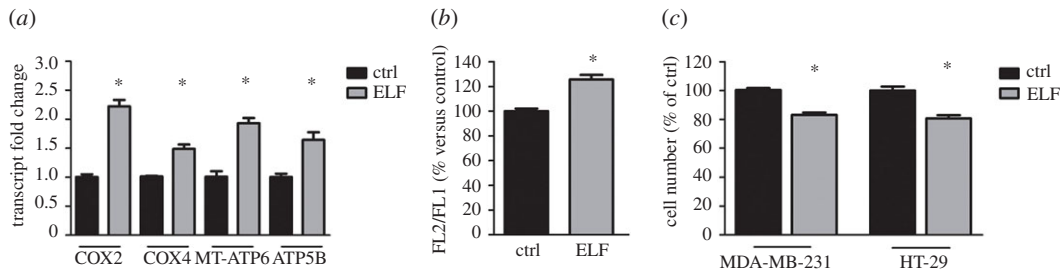 (a)
transcript fold change
3.0
2.5
2.0
1.5
1.0
0.5
* * * *
COX2 COX4 MT-ATP6 ATP5B
ctrl
ELF
(b)
FL2/FL1 (% versus control)
140
120
100
80
60
40
20
0
*
ctrl ELF
(c)
cell number (% of ctrl)
120
100
80
60
40
20
0
* *
MDA-MB-231 HT-29
ctrl
ELF